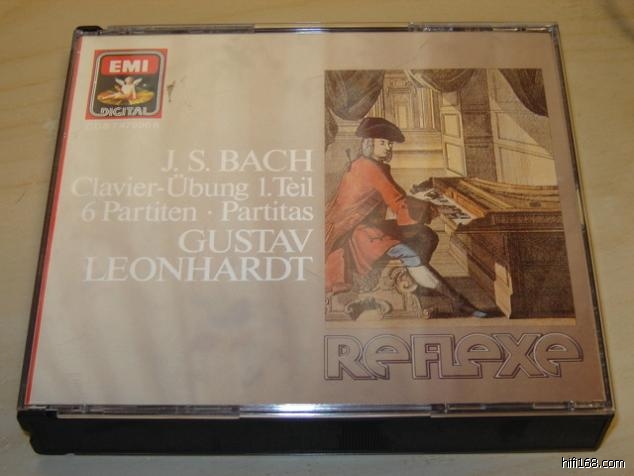 EMI
DIGITAL
J. S. BACH
Clavier-Übung 1. Teil
6 Partiten · Partitas
GUSTAV
LEONHARDT
REFLEXE
hifi168.com